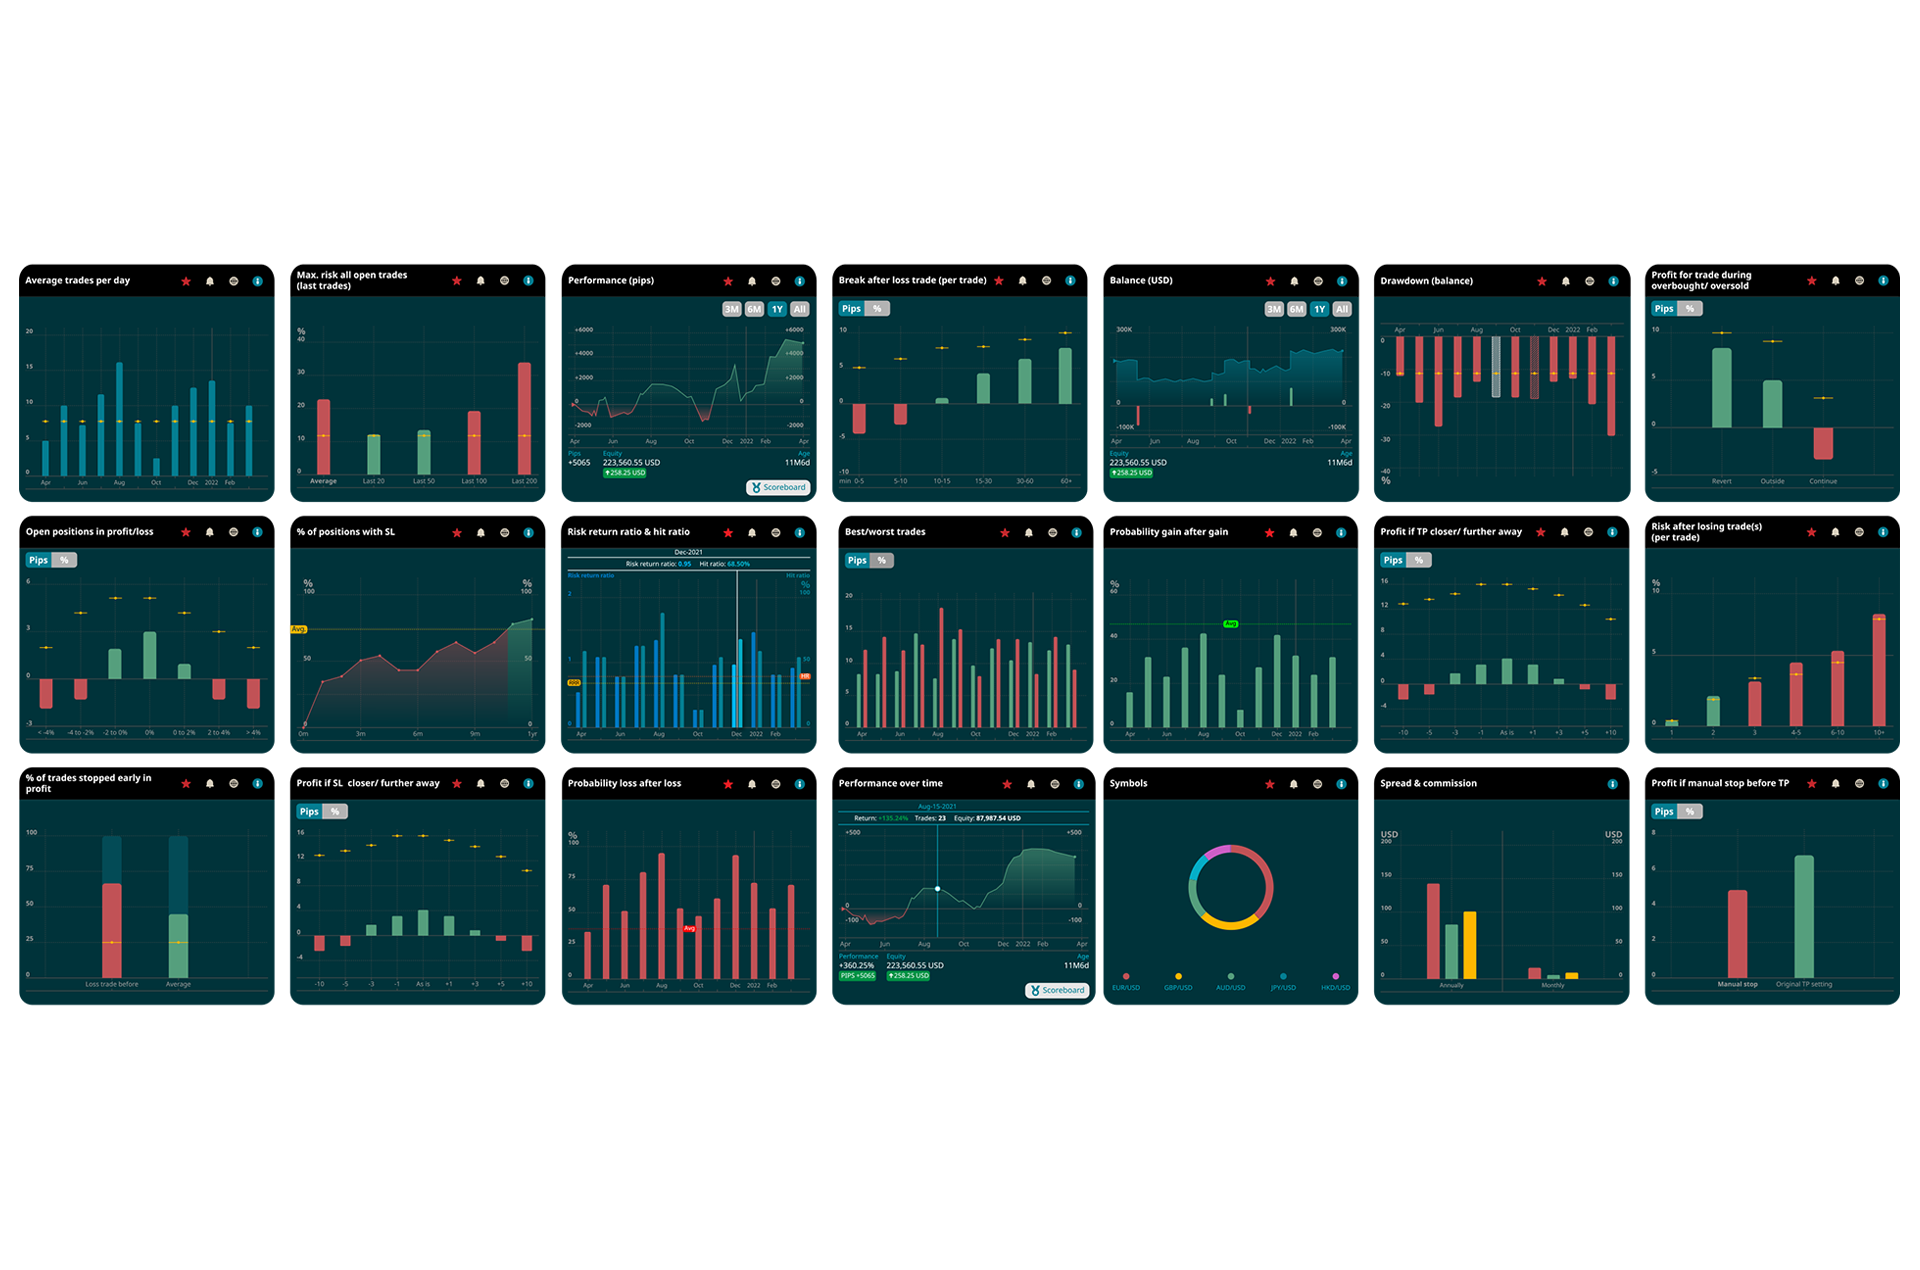 Average trades per day
20
15
10
5
0
Apr Jun Aug Oct Dec 2022 Feb
Max. risk all open trades
(last trades)
%
40
30
20
10
0
Average Last 20 Last 50 Last 100 Last 200
Performance (pips)
3M 6M 1Y All
+6000 +6000
+4000 +4000
+2000 +2000
0 0
-2000 -2000
Apr Jun Aug Oct Dec 2022 Feb Apr
Pips Equity Age
+5065 223,560.55 USD 11M6d
258.25 USD
Scoreboard
Break after loss trade (per trade)
Pips %
10
5
0
-5
-10
min 0-5 5-10 10-15 15-30 30-60 60+
Balance (USD)
3M 6M 1Y All
300K 300K
0 0
-100K -100K
Apr Jun Aug Oct Dec 2022 Feb Apr
Equity Age
223,560.55 USD 11M6d
258.25 USD
Drawdown (balance)
Apr Jun Aug Oct Dec 2022 Feb
0
-10
-20
-30
-40
%
Profit for trade during
overbought/ oversold
Pips %
10
5
0
-5
Revert Outside Continue
Open positions in profit/loss
Pips %
6
3
0
-3
< -4% -4 to -2% -2 to 0% 0% 0 to 2% 2 to 4% > 4%
% of positions with SL
% %
100 100
Avg.
50 50
0 0
0m 3m 6m 9m 1yr
Risk return ratio & hit ratio
Dec-2021
Risk return ratio: 0.95 Hit ratio: 68.50%
Risk return ratio Hit ratio
%
2 100
1 50
RRR HR
0 0
Apr Jun Aug Oct Dec 2022 Feb
Best/worst trades
Pips %
20
15
10
5
0
Apr Jun Aug Oct Dec 2022 Feb
Probability gain after gain
%
60
Avg
40
20
0
Apr Jun Aug Oct Dec 2022 Feb
Profit if TP closer/ further away
Pips %
16
12
8
4
0
-4
-10 -5 -3 -1 As is +1 +3 +5 +10
Risk after losing trade(s)
(per trade)
%
10
5
0
1 2 3 4-5 6-10 10+
% of trades stopped early in
profit
100
75
50
25
0
Loss trade before Average
Profit if SL closer/ further away
Pips %
16
12
8
4
0
-4
-10 -5 -3 -1 As is +1 +3 +5 +10
Probability loss after loss
%
100
75
50
Avg
25
0
Apr Jun Aug Oct Dec 2022 Feb
Performance over time
Aug-15-2021
Return: +135.24% Trades: 23 Equity: 87,987.54 USD
+500 +500
0 0
-100 -100
Apr Jun Aug Oct Dec 2022 Feb Apr
Performance Equity Age
+360.25% 223,560.55 USD 11M6d
PIPS +5065 258.25 USD
Scoreboard
Symbols
EUR/USD GBP/USD AUD/USD JPY/USD HKD/USD
Spread & commission
USD USD
200 200
150 150
100 100
50 50
0 0
Annually Monthly
Profit if manual stop before TP
Pips %
8
6
4
2
0
Manual stop Original TP setting